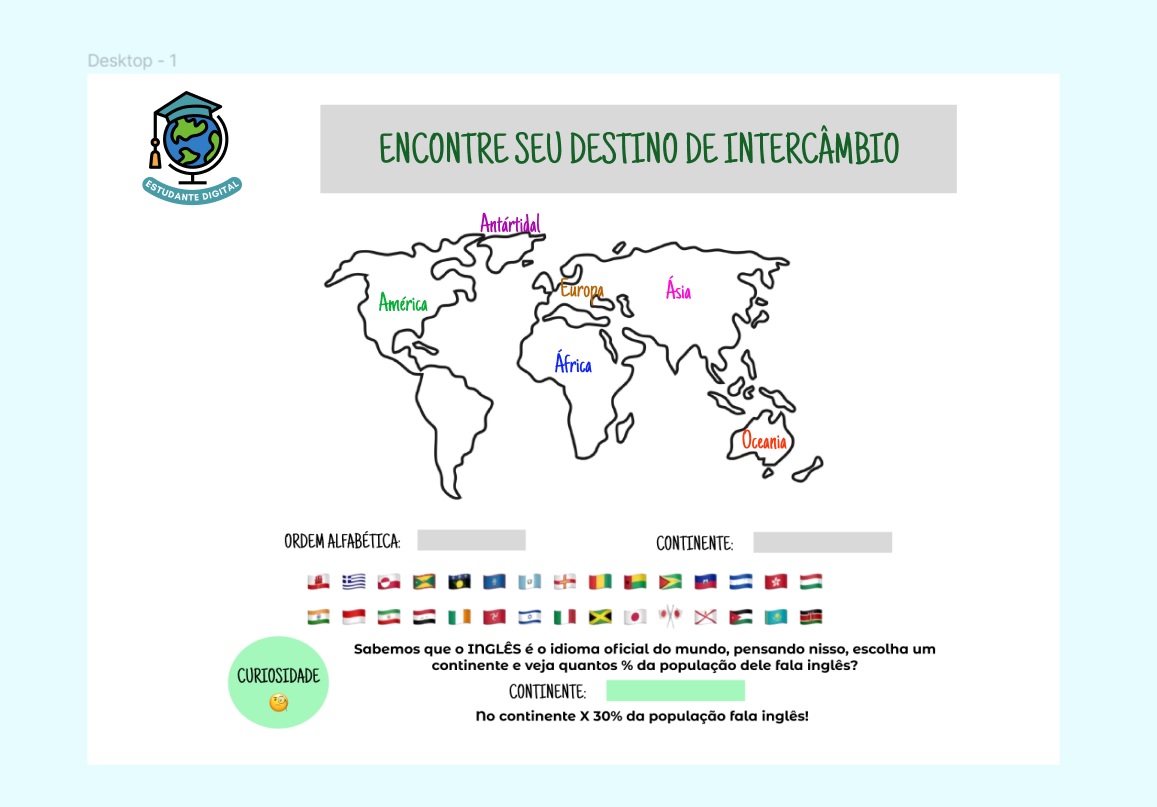 Desktop - 1
ESTUDANTE DIGITAL
ENCONTRE SEU DESTINO DE INTERCÂMBIO
Antártidal
América
Europa
Ásia
África
Oceania
ORDEM ALFABÉTICA:
CONTINENTE:
CURIOSIDADE
Sabemos que o INGLÊS é o idioma oficial do mundo, pensando nisso, escolha um
continente e veja quantos % da população dele fala inglês?
CONTINENTE:
No continente X 30% da população fala inglês!